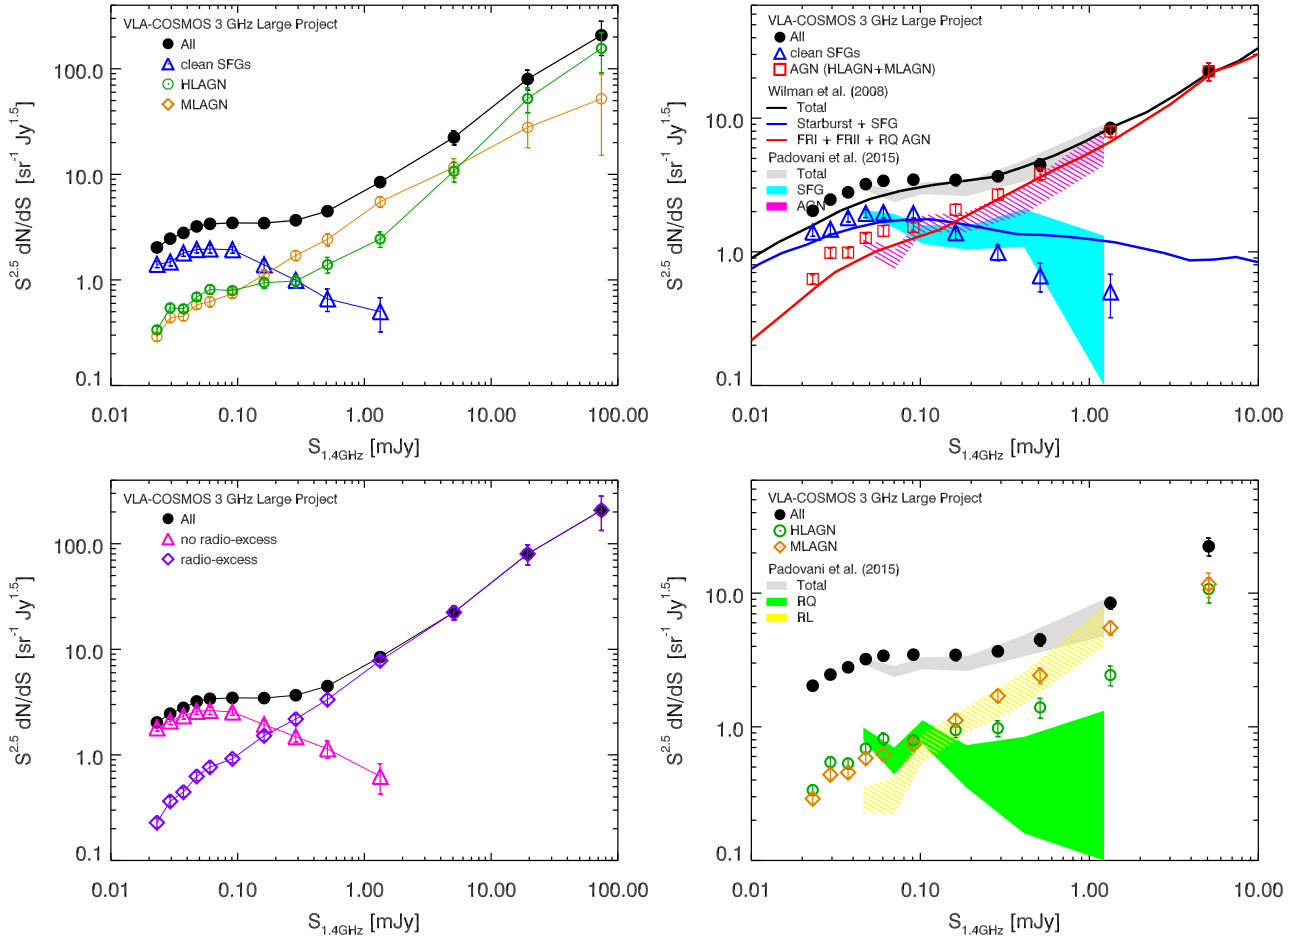 VLA-COSMOS 3 GHz Large Project
All
clean SFGs
HLAGN
MLAGN
100.0
10.0
1.0
0.1
S^2.5 dN/dS [sr^-1 Jy^1.5]
0.01 0.10 1.00 10.00 100.00
S_1.4GHz [mJy]
VLA-COSMOS 3 GHz Large Project
All
clean SFGs
AGN (HLAGN+MLAGN)
Wilman et al. (2008)
Total
Starburst + SFG
FRI + FRII + RQ AGN
Padovani et al. (2015)
Total
SFG
AGN
10.0
1.0
0.1
S^2.5 dN/dS [sr^-1 Jy^1.5]
0.01 0.10 1.00 10.00
S_1.4GHz [mJy]
VLA-COSMOS 3 GHz Large Project
All
no radio-excess
radio-excess
100.0
10.0
1.0
0.1
S^2.5 dN/dS [sr^-1 Jy^1.5]
0.01 0.10 1.00 10.00 100.00
S_1.4GHz [mJy]
VLA-COSMOS 3 GHz Large Project
All
HLAGN
MLAGN
Padovani et al. (2015)
Total
RQ
RL
10.0
1.0
0.1
S^2.5 dN/dS [sr^-1 Jy^1.5]
0.01 0.10 1.00 10.00
S_1.4GHz [mJy]